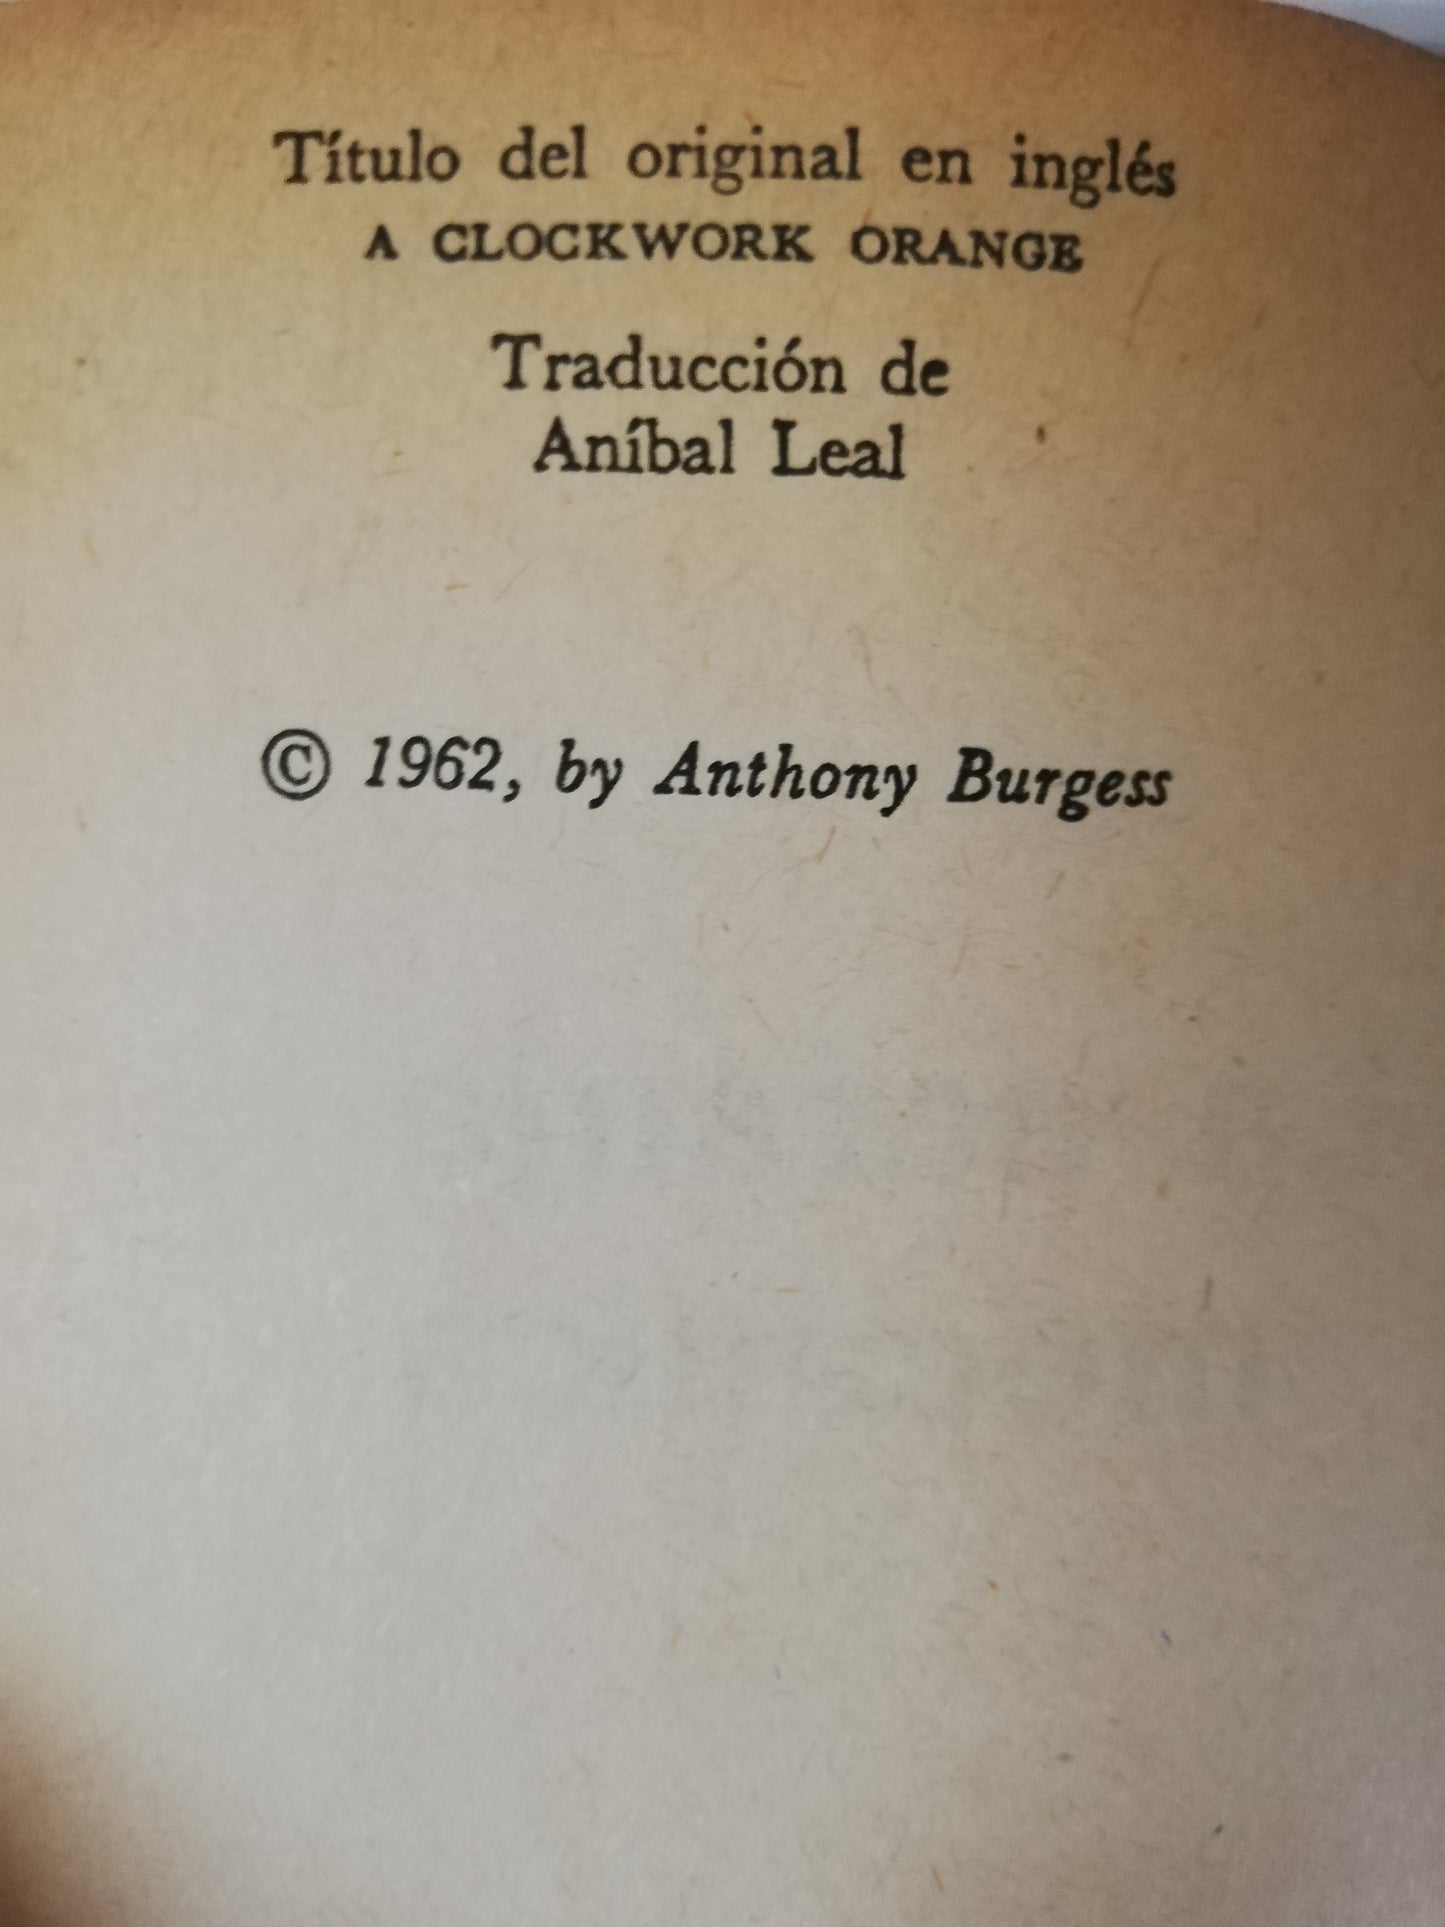 Título del original en inglés
A CLOCKWORK ORANGE
Traducción de
Aníbal Leal
© 1962, by Anthony Burgess